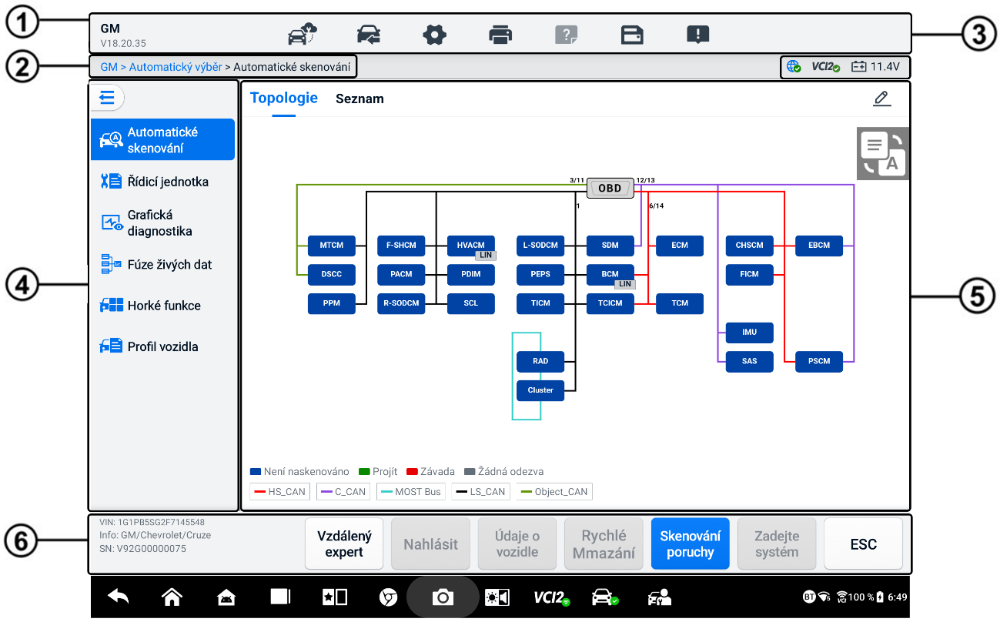 1
GM
V18.20.35
?
3
2
GM > Automatický výběr > Automatické skenování
VCI2
11.4V
Topologie
Seznam
Automatické
skenování
A
Řídicí jednotka
Grafická
diagnostika
Fúze živých dat
Horké funkce
Profil vozidla
4
5
3/11
OBD
12/13
1
6/14
MTCM
F-SHCM
HVACM
LIN
L-SODCM
SDM
ECM
CHSCM
EBCM
DSCC
PACM
PDIM
PEPS
BCM
LIN
FICM
PPM
R-SODCM
SCL
TICM
TCICM
TCM
IMU
RAD
SAS
PSCM
Cluster
Není naskenováno
Projít
Závada
Žádná odezva
HS_CAN
C_CAN
MOST Bus
LS_CAN
Object_CAN
6
VIN: 1G1PB5SG2F7145548
Info: GM/Chevrolet/Cruze
SN: V92G00000075
Vzdálený
expert
Nahlásit
Údaje o
vozidle
Rychlé
Mmazání
Skenování
poruchy
Zadejte
systém
ESC
VCI2
BT
VCI
100 %
6:49